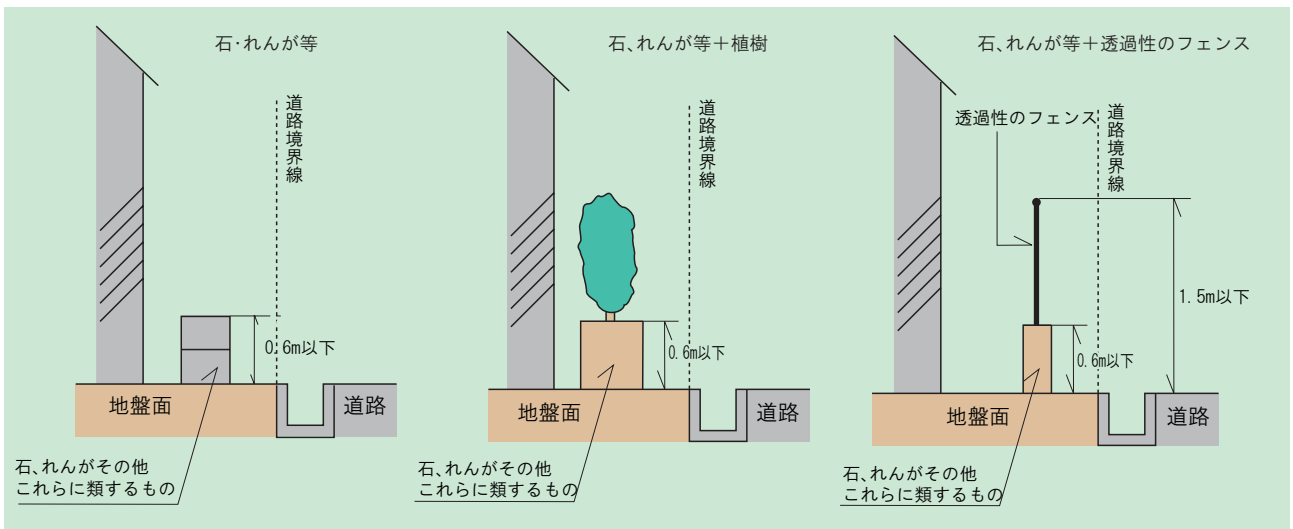 石・れんが等
道路境界線
0.6m以下
地盤面
道路
石、れんがその他
これらに類するもの
石、れんが等＋植樹
道路境界線
0.6m以下
地盤面
道路
石、れんがその他
これらに類するもの
石、れんが等＋透過性のフェンス
透過性のフェンス
道路境界線
1.5m以下
0.6m以下
地盤面
道路
石、れんがその他
これらに類するもの